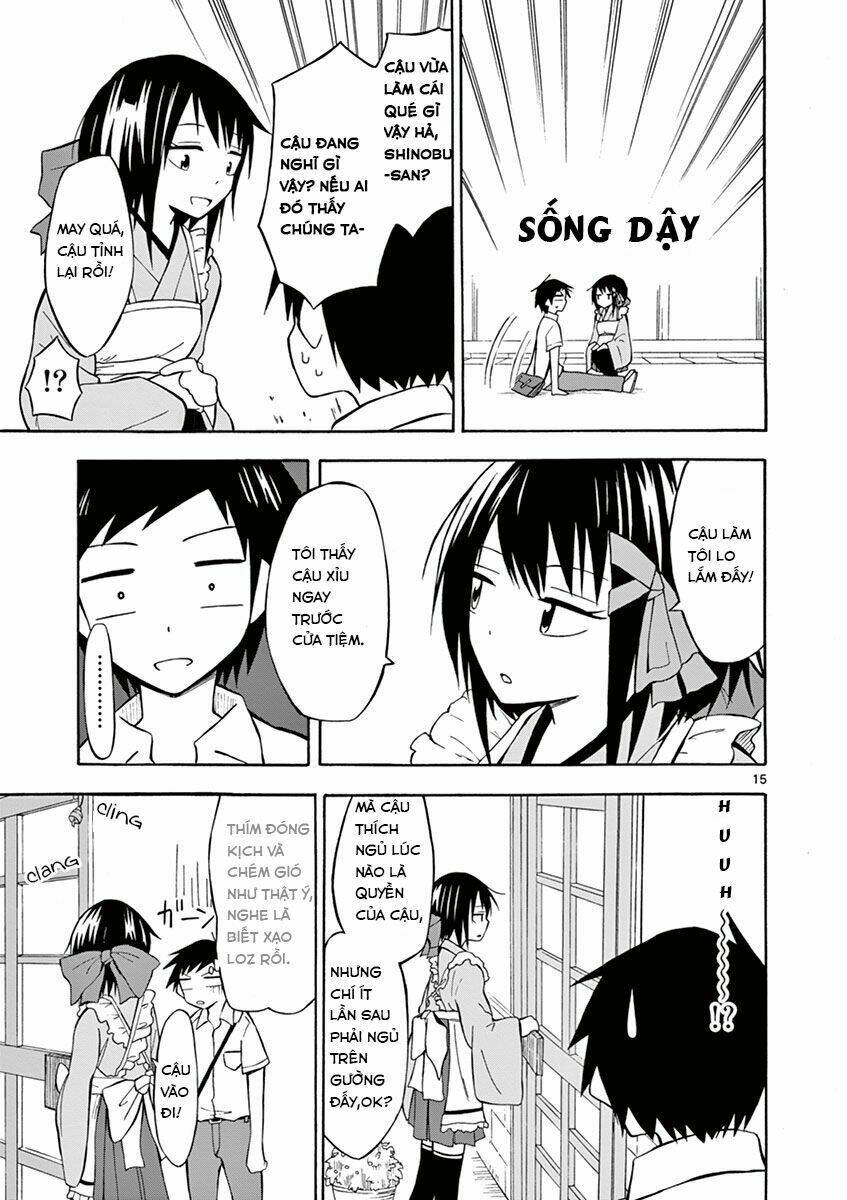 SỐNG DẬY
CẬU VỪA
LÀM CÁI
QUÉ GÌ
VẬY HẢ,
SHINOBU
-SAN?
CẬU ĐANG
NGHĨ GÌ
VẬY? NẾU AI
ĐÓ THẤY
CHÚNG TA-
MAY QUÁ,
CẬU TỈNH
LẠI RỒI!
!?
CẬU LÀM
TÔI LO
LẮM ĐẤY!
TÔI THẤY
CẬU XỈU
NGAY
TRƯỚC
CỬA TIỆM.
.........
15
HUUH
!?
MÀ CẬU
THÍCH
NGỦ LÚC
NÀO LÀ
QUYỀN
CỦA CẬU,
NHƯNG
CHÍ ÍT
LẦN SAU
PHẢI NGỦ
TRÊN
GƯỜNG
ĐẤY,OK?
THÍM ĐÓNG
KỊCH VÀ
CHÉM GIÓ
NHƯ THẬT Ý,
NGHE LÀ
BIẾT XẠO
LOZ RỒI.
cling
clang
ガーン
CẬU
VÀO
ĐI!